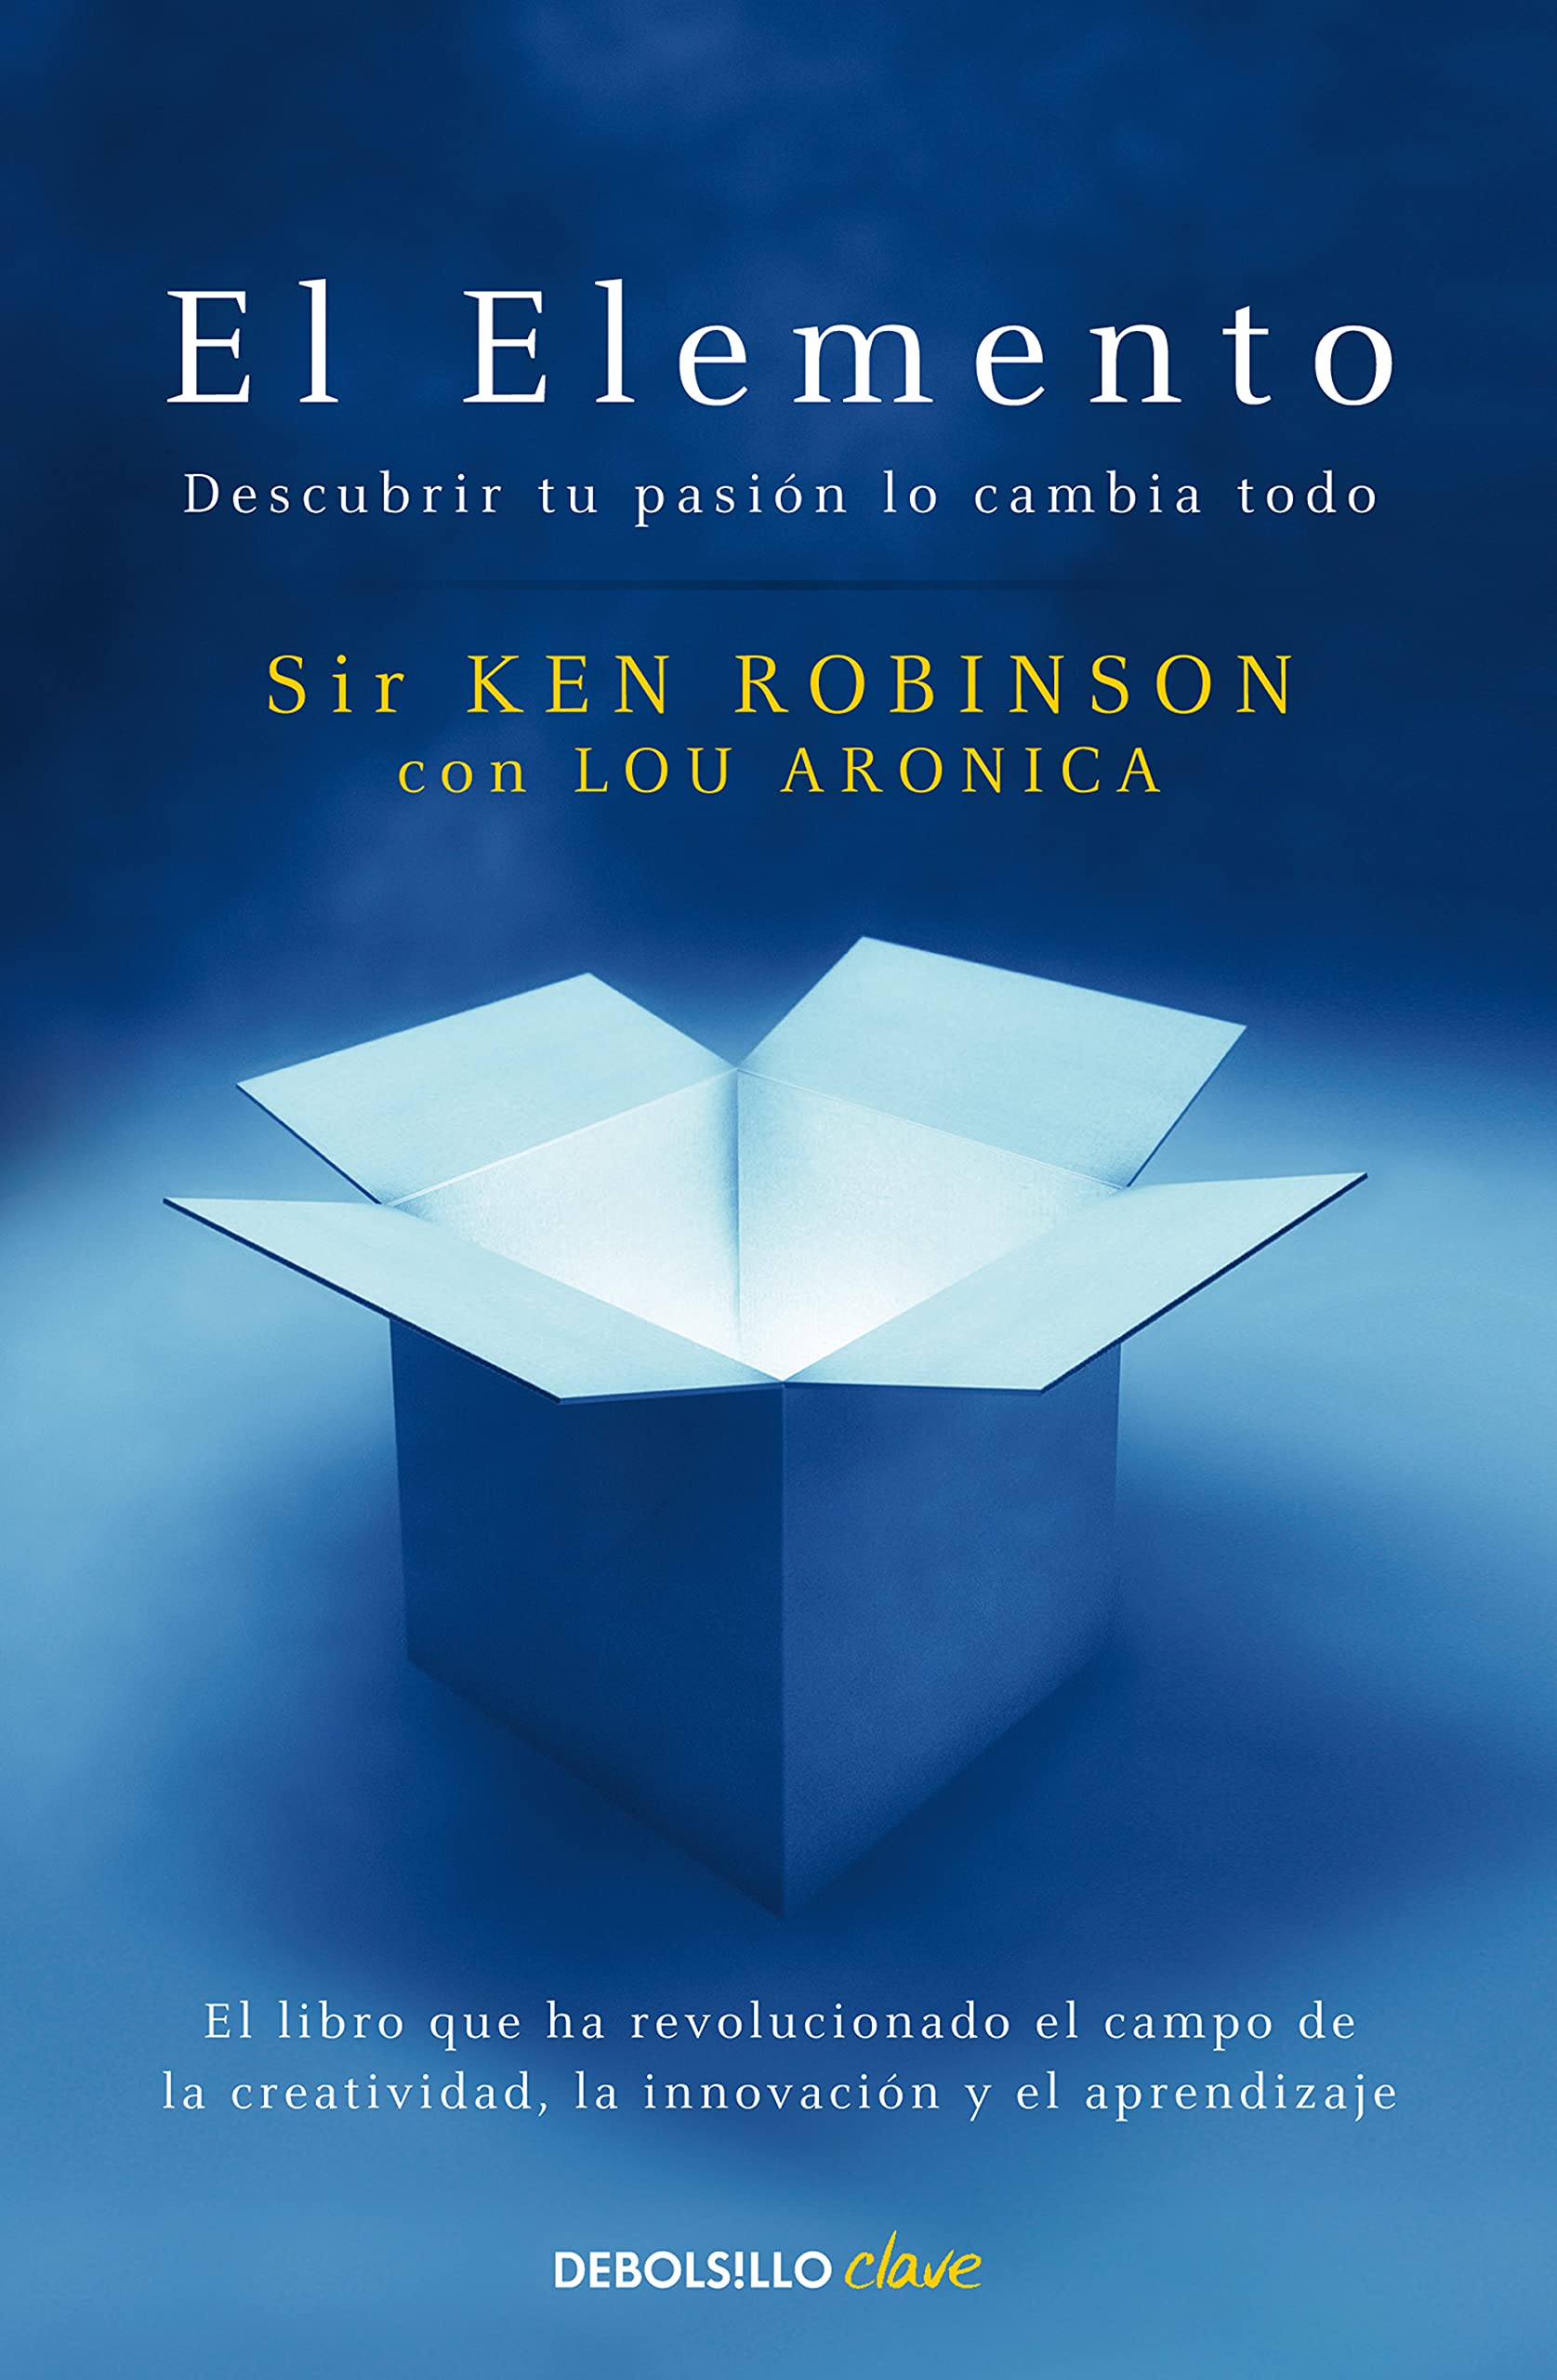 El Elemento
Descubrir tu pasión lo cambia todo
Sir KEN ROBINSON
con LOU ARONICA
El libro que ha revolucionado el campo de
la creatividad, la innovación y el aprendizaje
DEBOLS!LLO clave